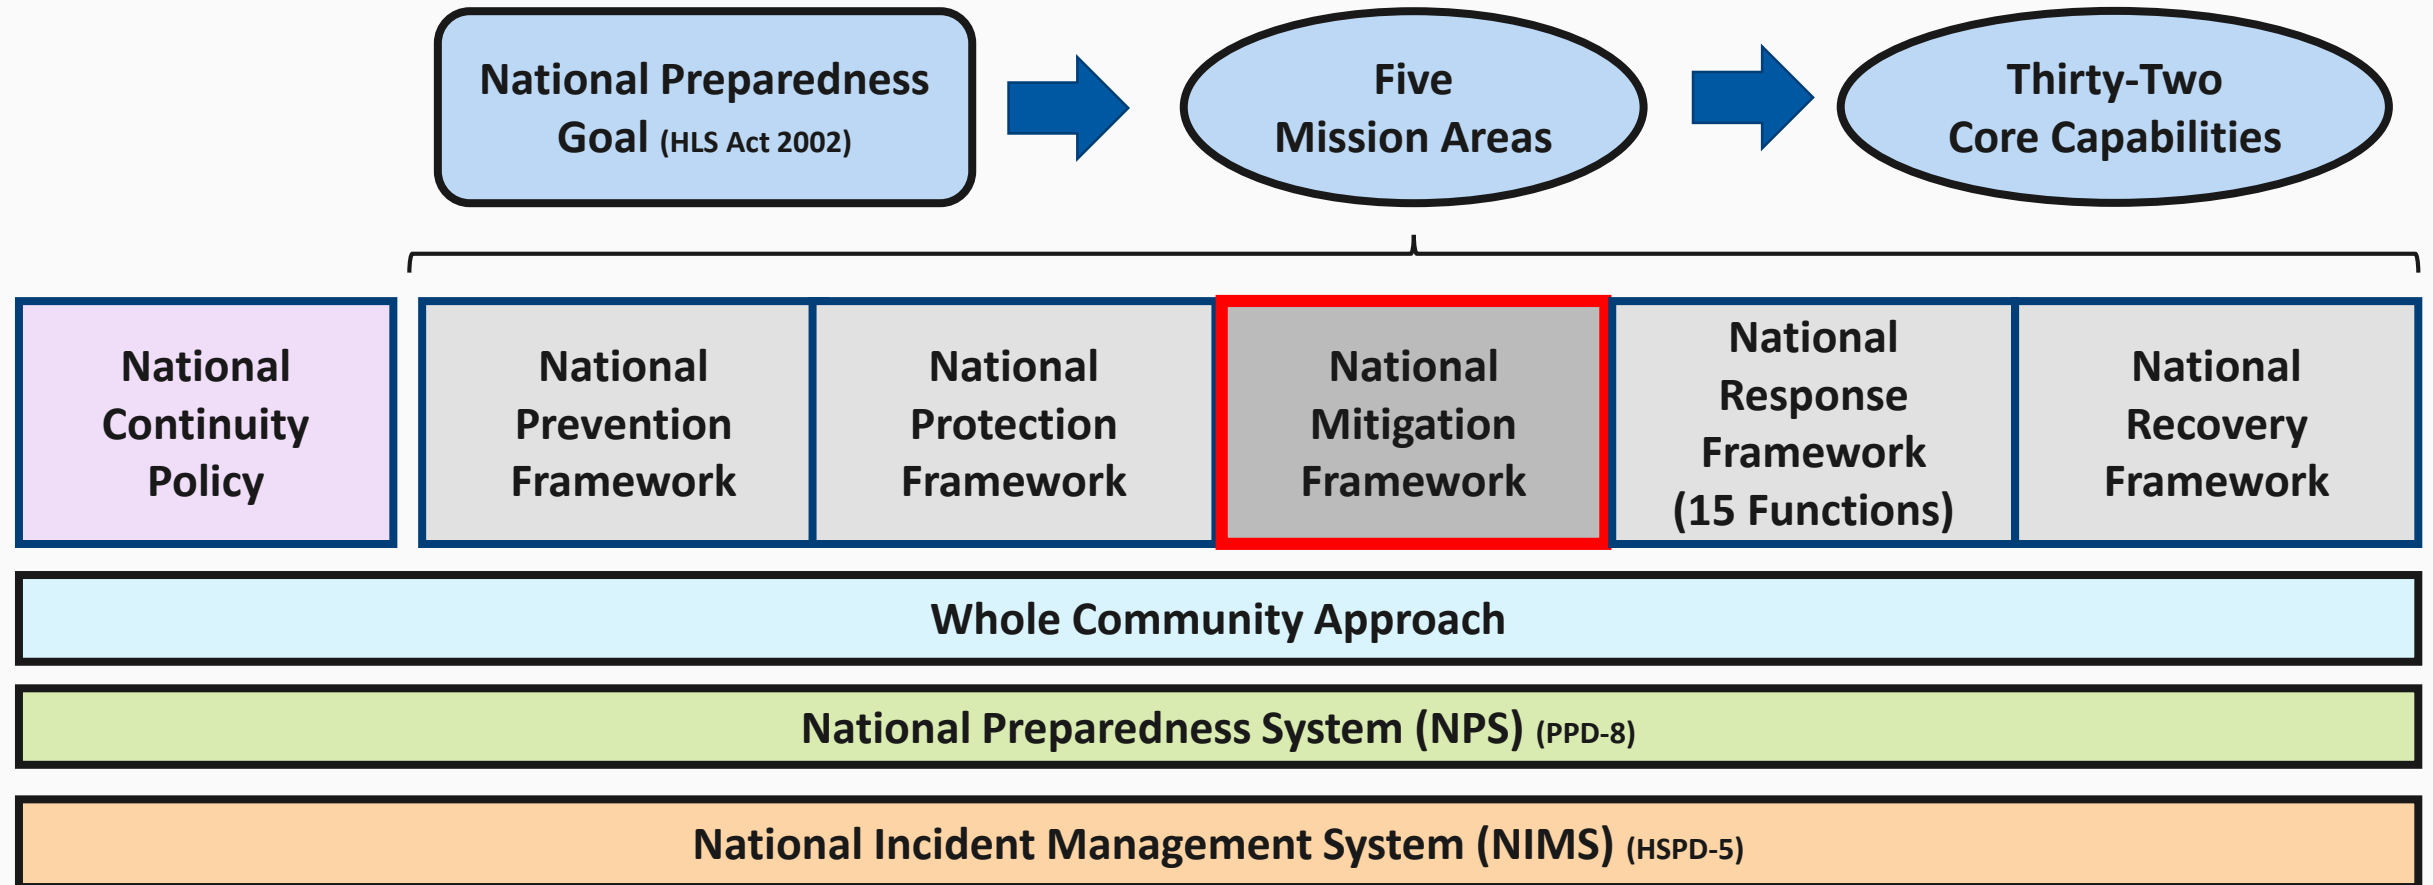 National Preparedness
Goal (HLS Act 2002)
Five
Mission Areas
Thirty-Two
Core Capabilities
National
Continuity
Policy
National
Prevention
Framework
National
Protection
Framework
National
Mitigation
Framework
National
Response
Framework
(15 Functions)
National
Recovery
Framework
Whole Community Approach
National Preparedness System (NPS) (PPD-8)
National Incident Management System (NIMS) (HSPD-5)